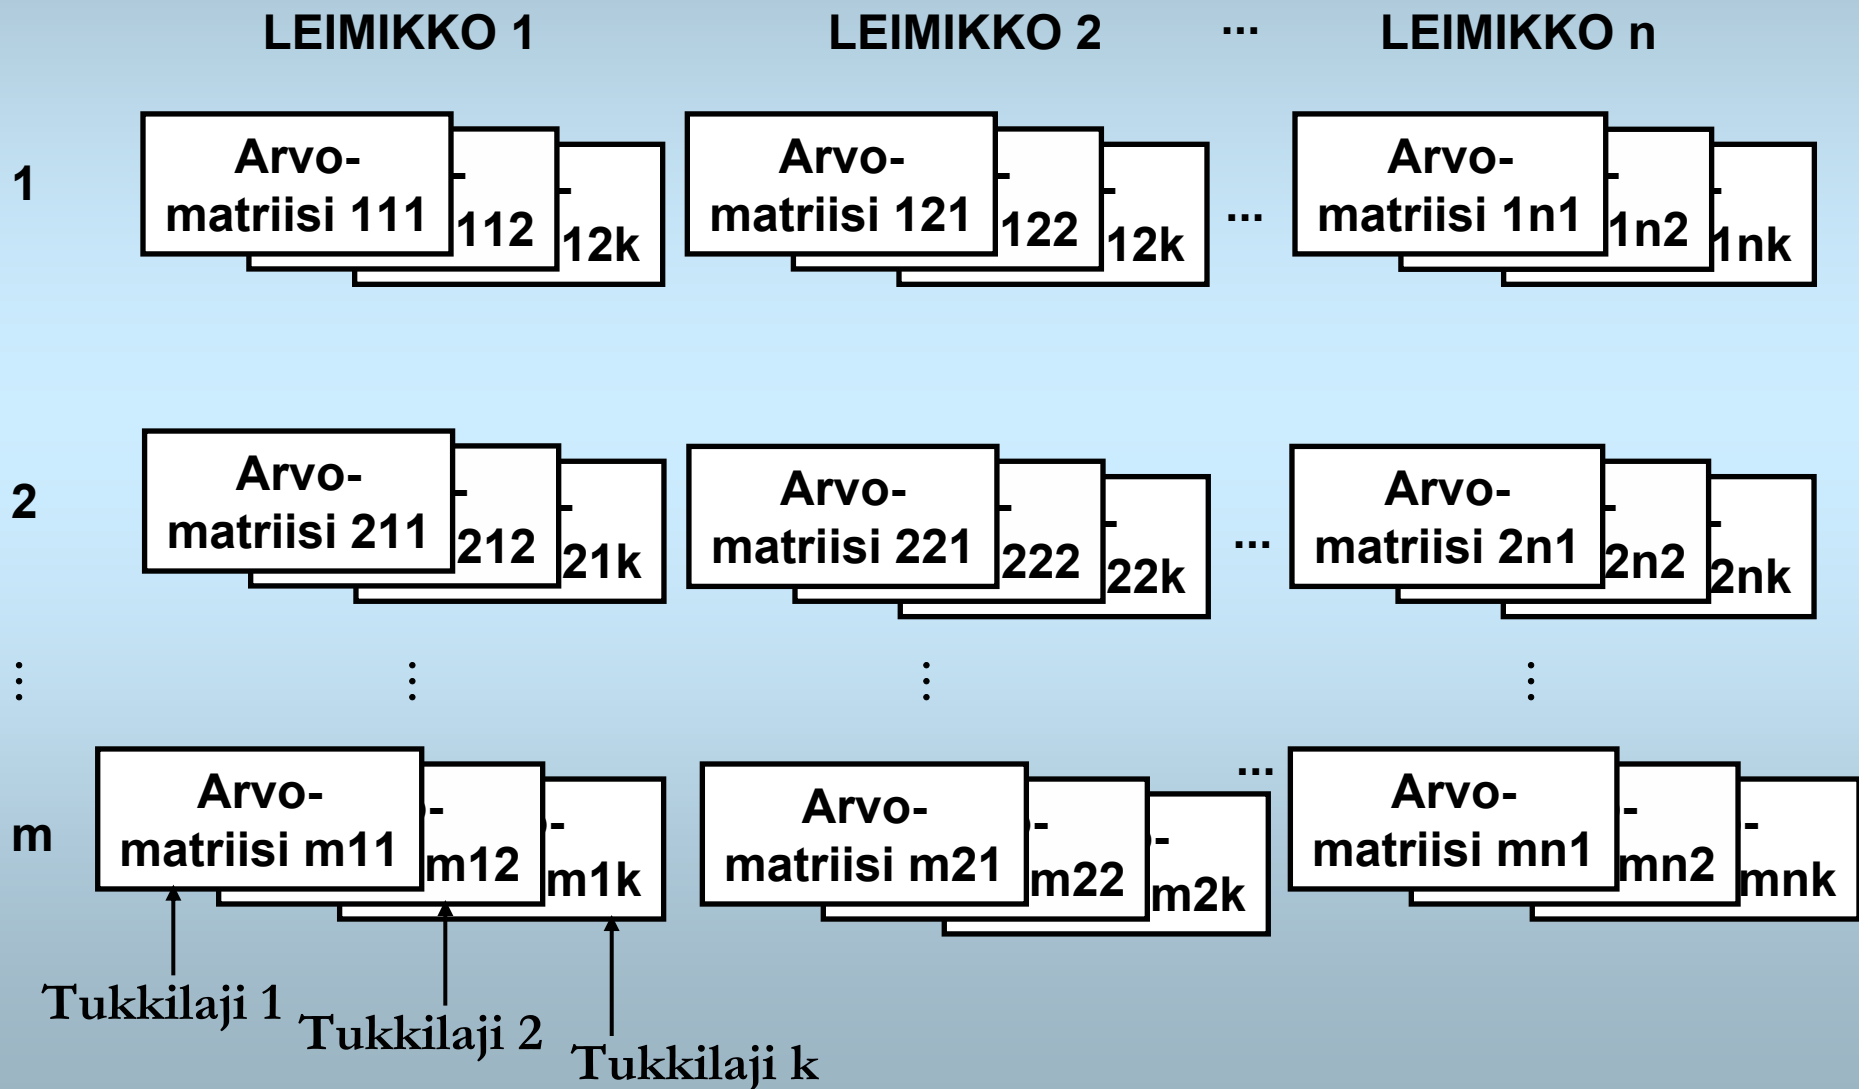 LEIMIKKO 1 LEIMIKKO 2 ... LEIMIKKO n
1
Arvo-
matriisi 111
-
112
-
12k
Arvo-
matriisi 121
-
122
-
12k
...
Arvo-
matriisi 1n1
-
1n2
-
1nk
2
Arvo-
matriisi 211
-
212
-
21k
Arvo-
matriisi 221
-
222
-
22k
...
Arvo-
matriisi 2n1
-
2n2
-
2nk
⋮ ⋮ ⋮ ⋮
m
Arvo-
matriisi m11
-
m12
-
m1k
Arvo-
matriisi m21
-
m22
-
m2k
...
Arvo-
matriisi mn1
-
mn2
-
mnk
Tukkilaji 1
Tukkilaji 2
Tukkilaji k